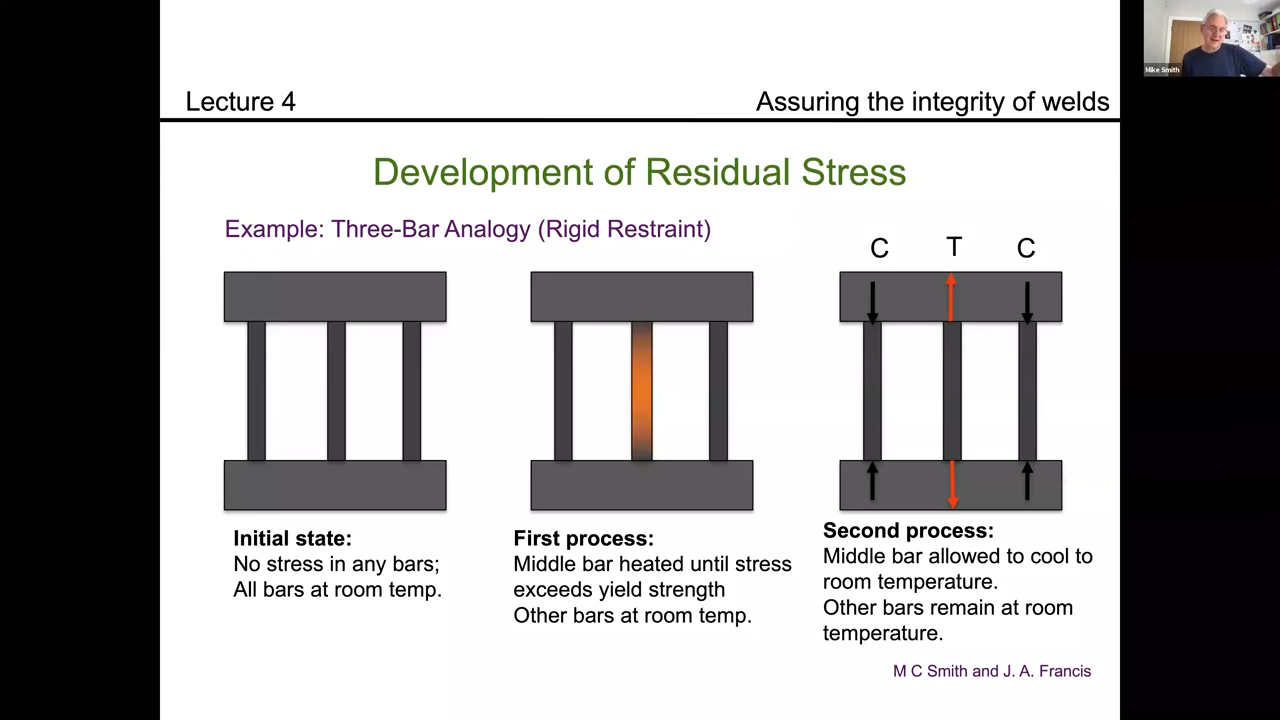 Mike Smith
Lecture 4
Assuring the integrity of welds
Development of Residual Stress
Example: Three-Bar Analogy (Rigid Restraint)
C T C
Initial state:
No stress in any bars;
All bars at room temp.
First process:
Middle bar heated until stress
exceeds yield strength
Other bars at room temp.
Second process:
Middle bar allowed to cool to
room temperature.
Other bars remain at room
temperature.
M C Smith and J. A. Francis